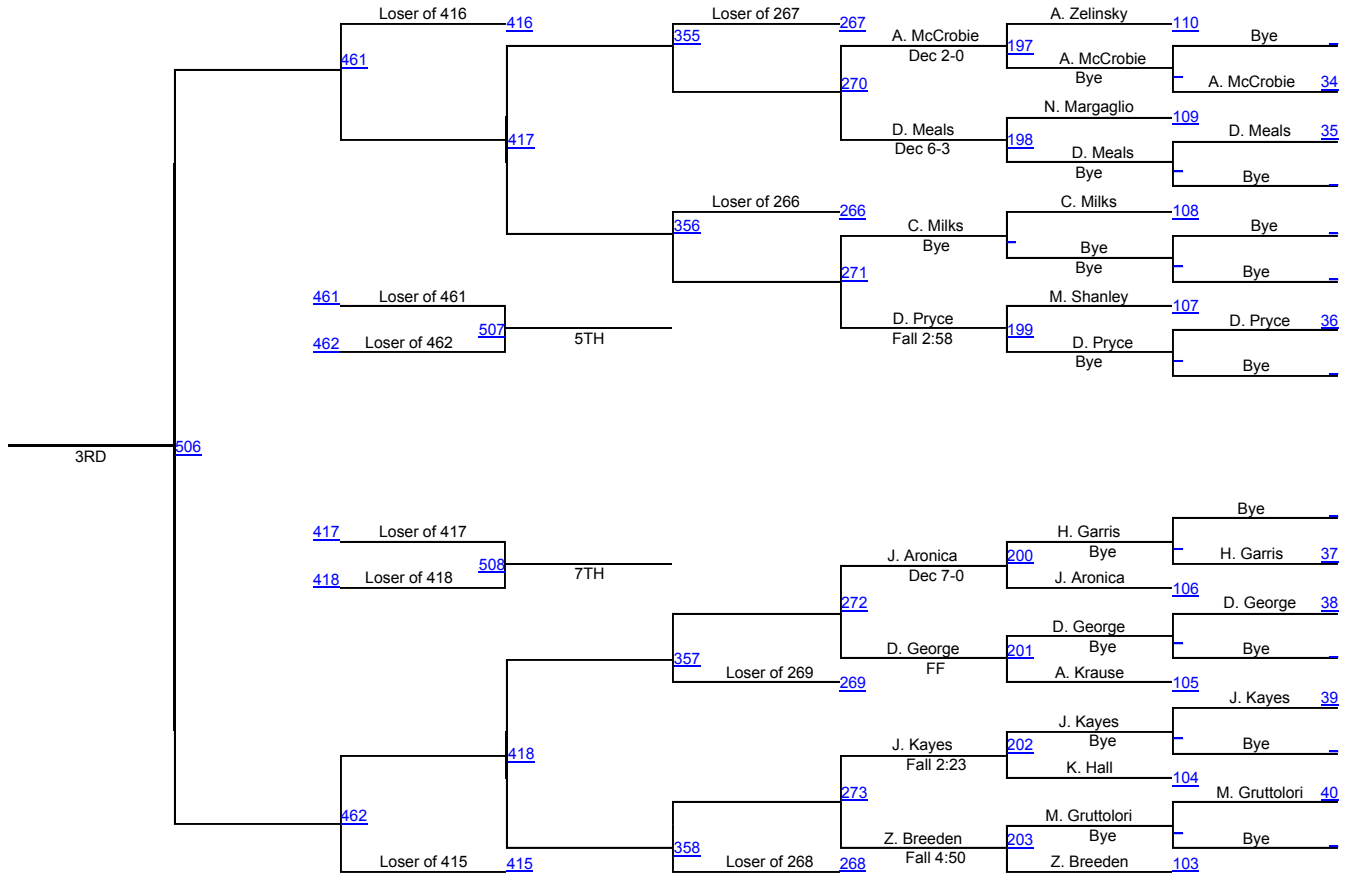 Loser of 416 416 Loser of 267 267 A. Zelinsky 110
355 A. McCrobie 197 Bye _
461 Dec 2-0 A. McCrobie
270 Bye _ A. McCrobie 34
N. Margaglio 109
417 D. Meals 198 D. Meals 35
Dec 6-3 D. Meals
Bye _ Bye _
Loser of 266 266 C. Milks 108
356 C. Milks _ Bye _
Bye Bye
271 Bye _ Bye _
461 Loser of 461 M. Shanley 107
507 D. Pryce 199 D. Pryce 36
462 Loser of 462 5TH Fall 2:58 D. Pryce
Bye _ Bye _
506
3RD
Bye _
417 Loser of 417 H. Garris
508 J. Aronica 200 Bye _ H. Garris 37
418 Loser of 418 7TH Dec 7-0 J. Aronica 106
272 D. George 38
D. George
357 D. George 201 Bye _ Bye _
Loser of 269 269 FF A. Krause 105
J. Kayes 39
J. Kayes
418 J. Kayes 202 Bye _ Bye _
Fall 2:23 K. Hall 104
273 M. Gruttolori 40
462 M. Gruttolori
358 Z. Breeden 203 Bye _ Bye _
Loser of 415 415 Loser of 268 268 Fall 4:50 Z. Breeden 103